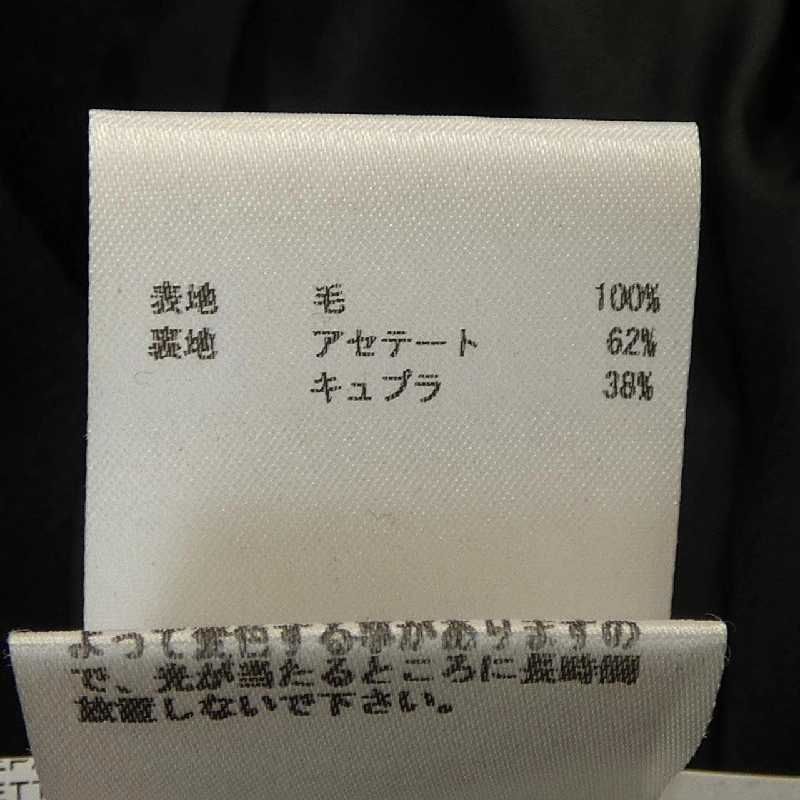 表地 毛 100%
裏地 アセテート 62%
キュプラ 38%
よって変色する事がありますの
で、光が当たるところに長時間
放置しないで下さい。